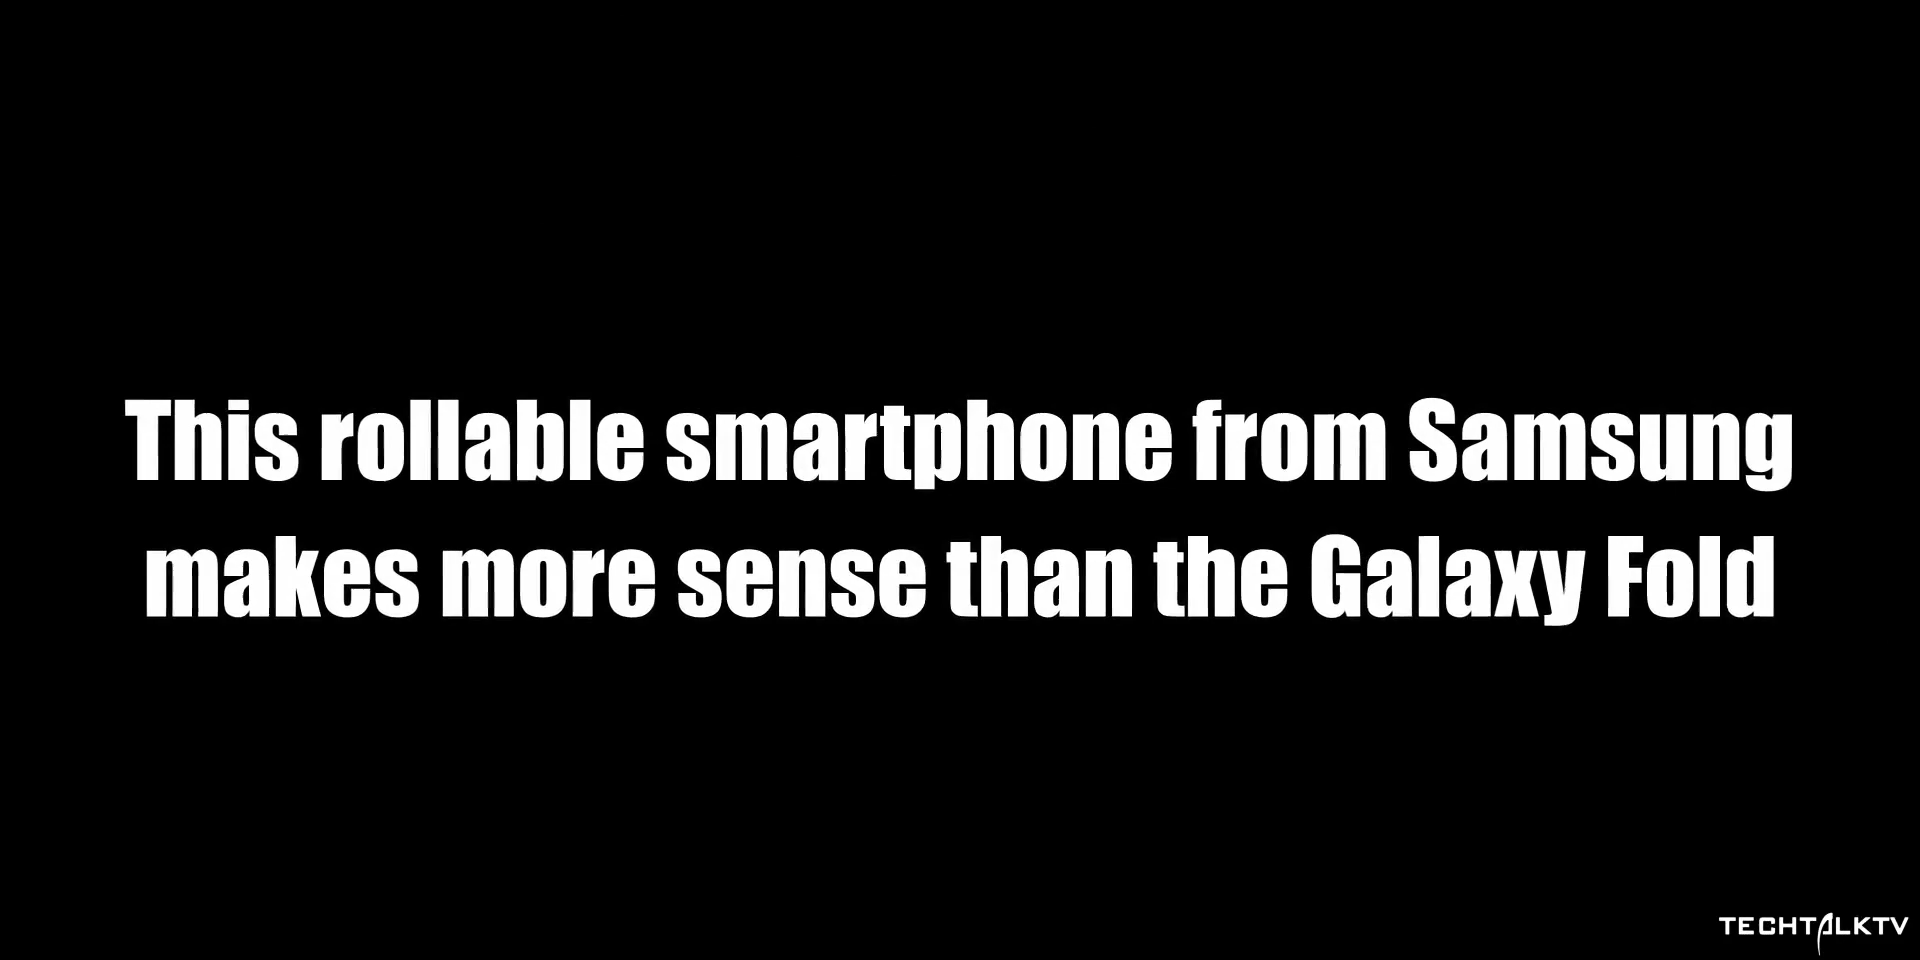 This rollable smartphone from Samsung
makes more sense than the Galaxy Fold
TECHTALKTV